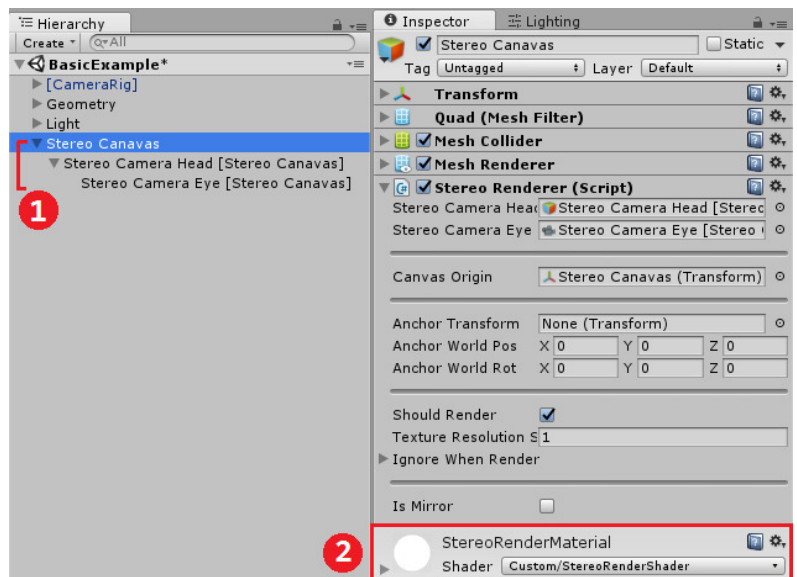 Hierarchy
Create
All
BasicExample*
[CameraRig]
Geometry
Light
Stereo Canavas
Stereo Camera Head [Stereo Canavas]
Stereo Camera Eye [Stereo Canavas]
1
Inspector Lighting
Stereo Canavas Static
Tag Untagged Layer Default
Transform
Quad (Mesh Filter)
Mesh Collider
Mesh Renderer
Stereo Renderer (Script)
Stereo Camera Head Stereo Camera Head [Stereo
Stereo Camera Eye Stereo Camera Eye [Stereo
Canvas Origin Stereo Canavas (Transform)
Anchor Transform None (Transform)
Anchor World Pos X 0 Y 0 Z 0
Anchor World Rot X 0 Y 0 Z 0
Should Render
Texture Resolution S 1
Ignore When Render
Is Mirror
2
StereoRenderMaterial
Shader Custom/StereoRenderShader